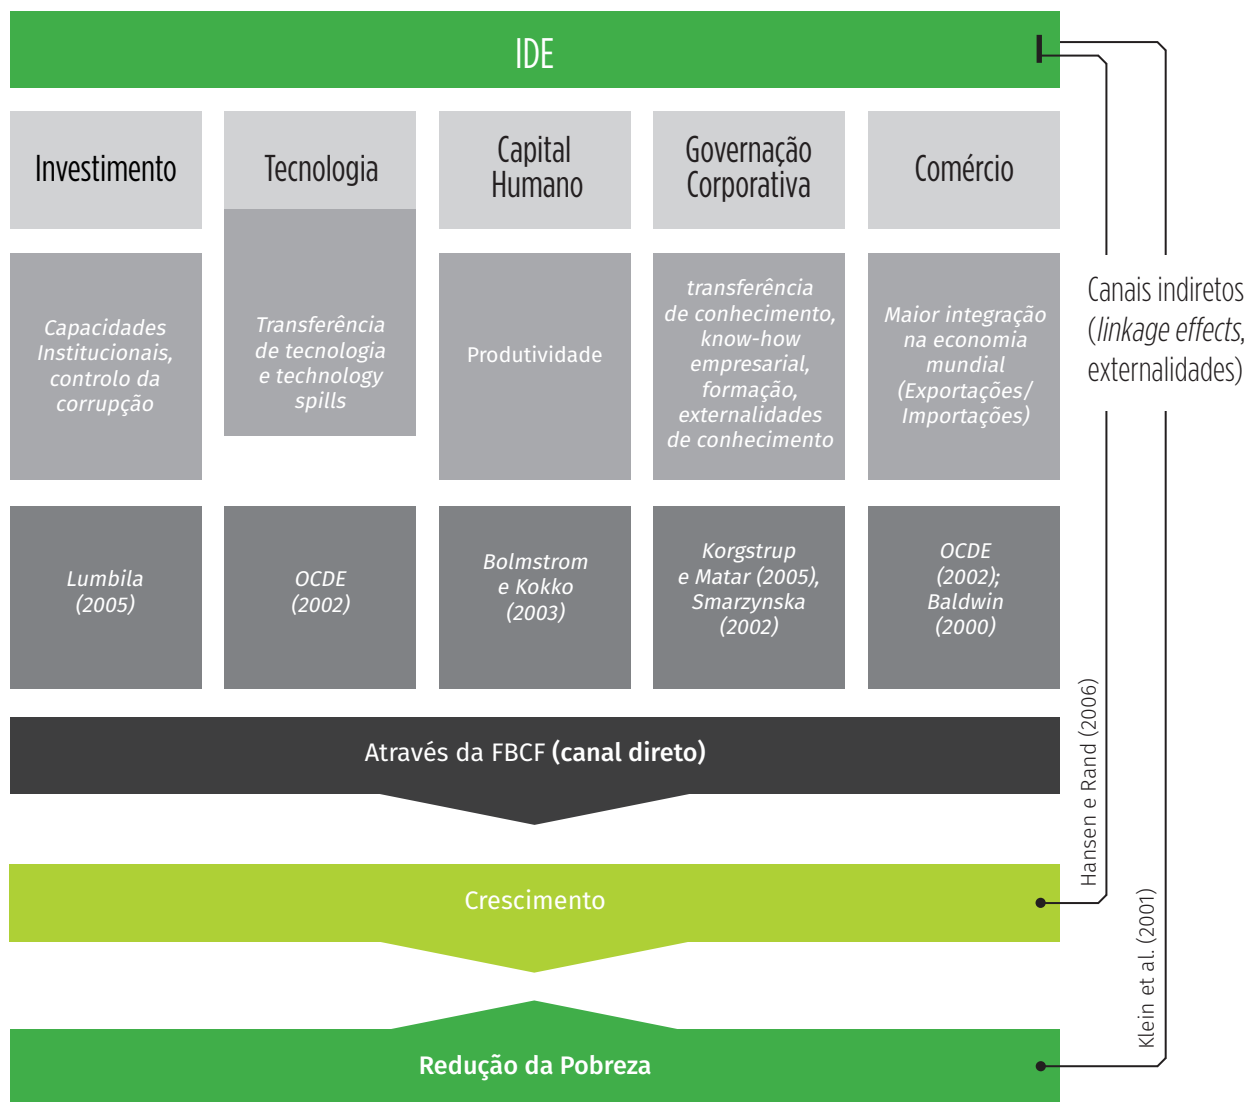 IDE
Investimento
Tecnologia
Capital
Humano
Governação
Corporativa
Comércio
Capacidades
Institucionais,
controlo da
corrupção
Transferência
de tecnologia
e technology
spills
Produtividade
transferência
de conhecimento,
know-how
empresarial,
formação,
externalidades
de conhecimento
Maior integração
na economia
mundial
(Exportações/
Importações)
Canais indiretos
(linkage effects,
externalidades)
Lumbila
(2005)
OCDE
(2002)
Bolmstrom
e Kokko
(2003)
Korgstrup
e Matar (2005),
Smarzynska
(2002)
OCDE
(2002);
Baldwin
(2000)
Através da FBCF (canal direto)
Crescimento
Redução da Pobreza
Hansen e Rand (2006)
Klein et al. (2001)